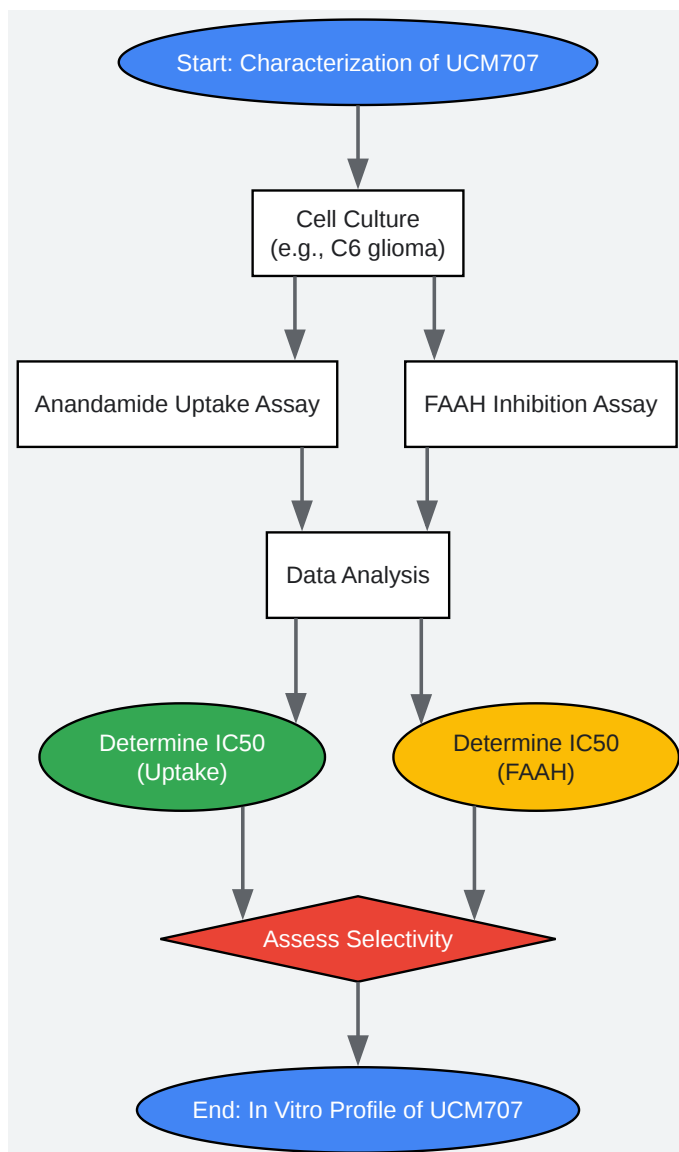 Start: Characterization of UCM707
Cell Culture
(e.g., C6 glioma)
Anandamide Uptake Assay
FAAH Inhibition Assay
Data Analysis
Determine IC50
(Uptake)
Determine IC50
(FAAH)
Assess Selectivity
End: In Vitro Profile of UCM707